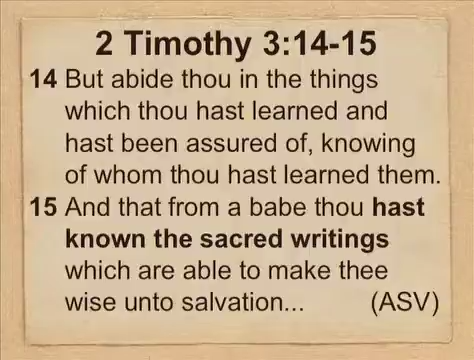 2 Timothy 3:14-15
14 But abide thou in the things
which thou hast learned and
hast been assured of, knowing
of whom thou hast learned them.
15 And that from a babe thou hast
known the sacred writings
which are able to make thee
wise unto salvation... (ASV)